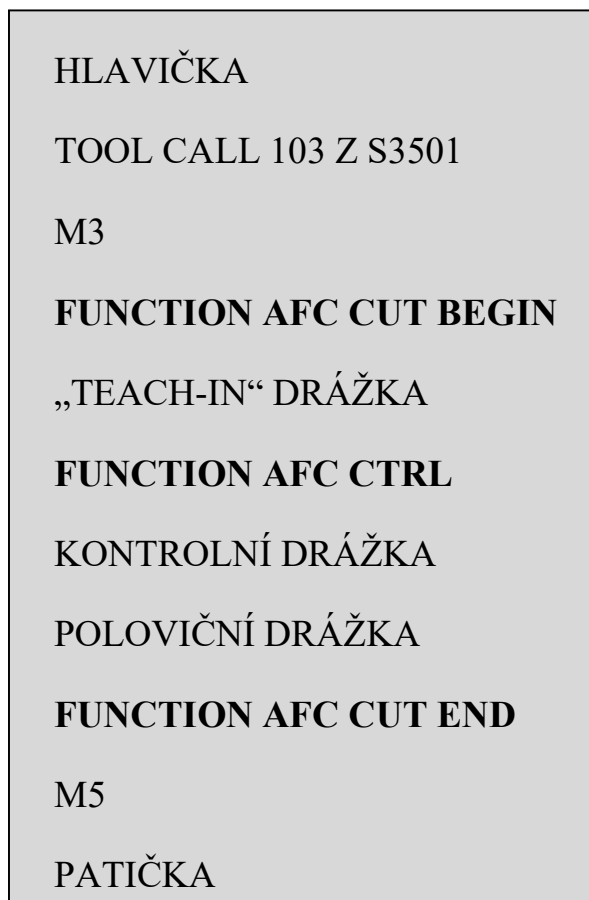 HLAVIČKA
TOOL CALL 103 Z S3501
M3
FUNCTION AFC CUT BEGIN
„TEACH-IN“ DRÁŽKA
FUNCTION AFC CTRL
KONTROLNÍ DRÁŽKA
POLOVIČNÍ DRÁŽKA
FUNCTION AFC CUT END
M5
PATIČKA